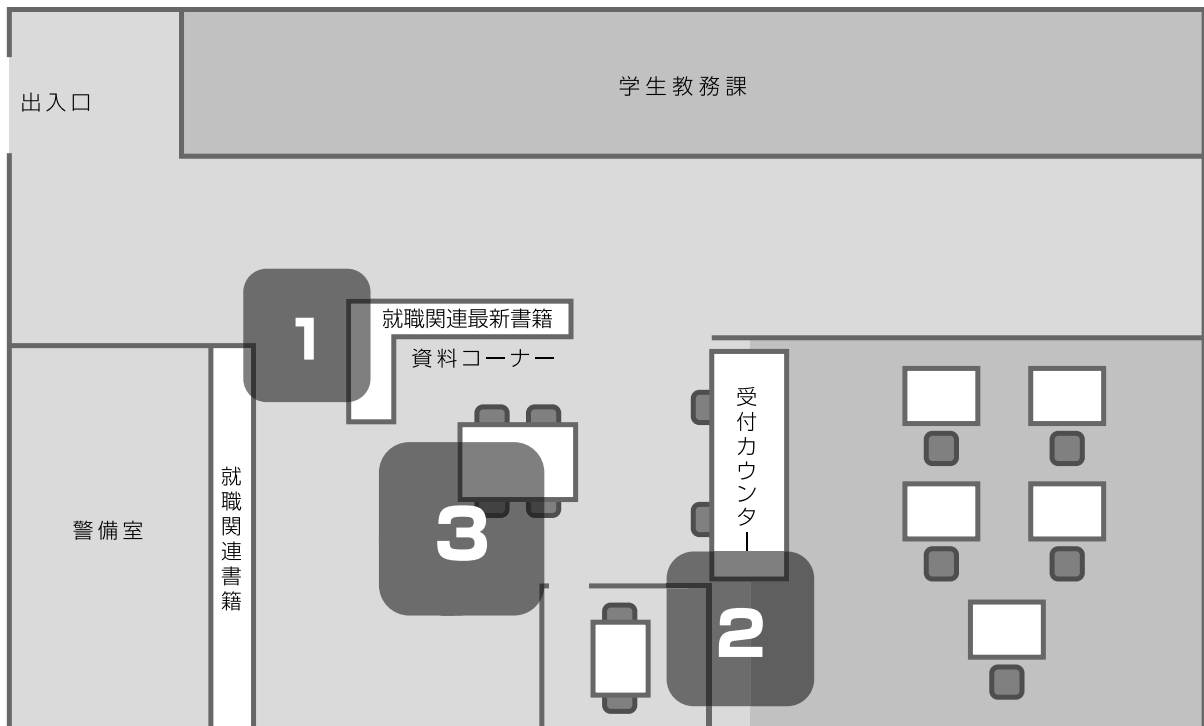 学生教務課
出入口
1
就職関連最新書籍
資料コーナー
受付カウンター
就職関連書籍
警備室
3
2